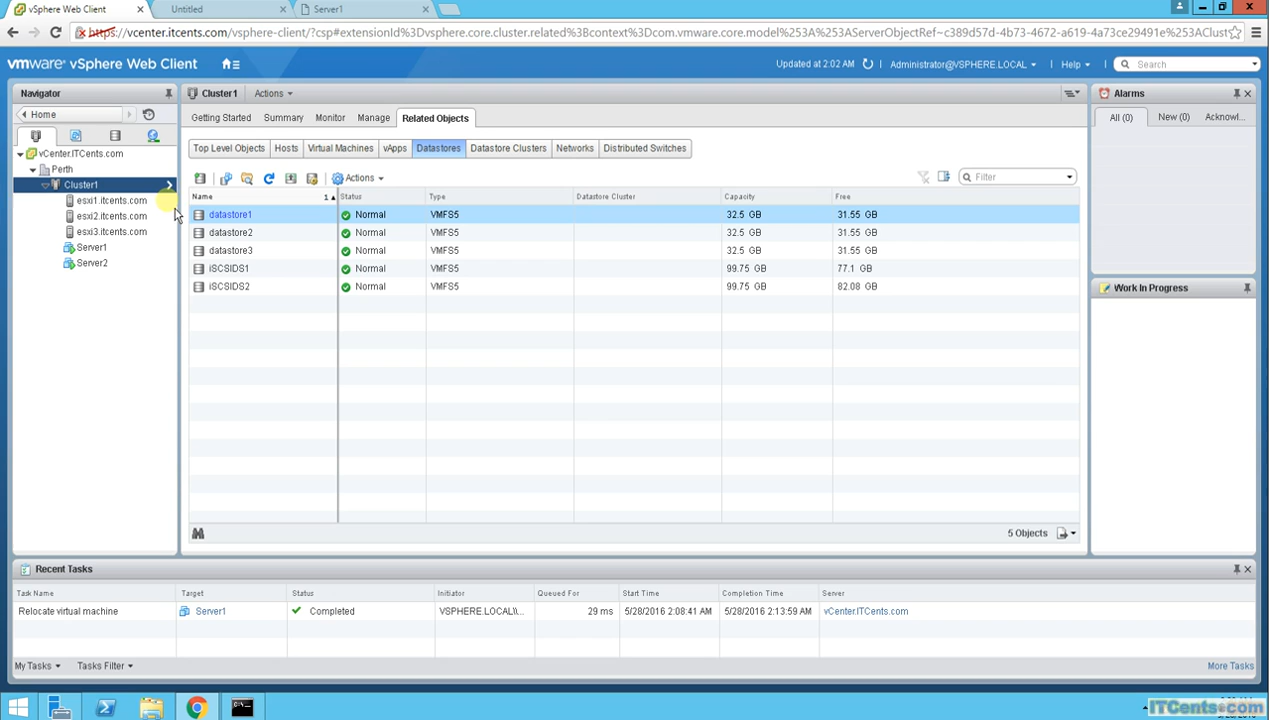 vSphere Web Client
Untitled
Server1
https://vcenter.itcents.com/vsphere-client/?csp#extensionId%3Dvsphere.core.cluster.related%3Bcontext%3Dcom.vmware.core.model%253A%253AServerObjectRef~c389d57d-4b73-4672-a619-4a73ce29491e%253AClust
vmware vSphere Web Client
Updated at 2:02 AM
Administrator@VSPHERE.LOCAL
Help
Search
Navigator
Home
vCenter.ITCents.com
Perth
Cluster1
esxi1.itcents.com
esxi2.itcents.com
esxi3.itcents.com
Server1
Server2
Cluster1 Actions
Getting Started Summary Monitor Manage Related Objects
Top Level Objects Hosts Virtual Machines vApps Datastores Datastore Clusters Networks Distributed Switches
Actions
Filter
Name 1 Status Type Datastore Cluster Capacity Free
datastore1 Normal VMFS5 32.5 GB 31.55 GB
datastore2 Normal VMFS5 32.5 GB 31.55 GB
datastore3 Normal VMFS5 32.5 GB 31.55 GB
iSCSIDS1 Normal VMFS5 99.75 GB 77.1 GB
iSCSIDS2 Normal VMFS5 99.75 GB 82.08 GB
5 Objects
Alarms
All (0) New (0) Acknowl...
Work In Progress
Recent Tasks
Task Name Target Status Initiator Queued For Start Time Completion Time Server
Relocate virtual machine Server1 Completed VSPHERE.LOCAL\\... 29 ms 5/28/2016 2:08:41 AM 5/28/2016 2:13:59 AM vCenter.ITCents.com
My Tasks Tasks Filter More Tasks
ITCents.com